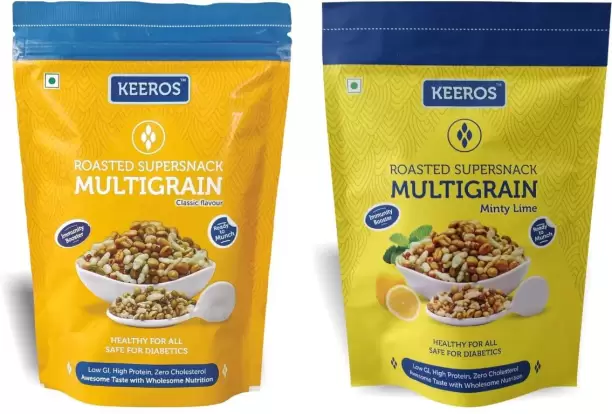 KEEROS™
ROASTED SUPERSNACK
MULTIGRAIN
Classic flavour
Immunity
Booster
Ready to
Munch
HEALTHY FOR ALL
SAFE FOR DIABETICS
Low GI, High Protein, Zero Cholesterol
Awesome Taste with Wholesome Nutrition
KEEROS™
ROASTED SUPERSNACK
MULTIGRAIN
Minty Lime
Immunity
Booster
Ready to
Munch
HEALTHY FOR ALL
SAFE FOR DIABETICS
Low GI, High Protein, Zero Cholesterol
Awesome Taste with Wholesome Nutrition